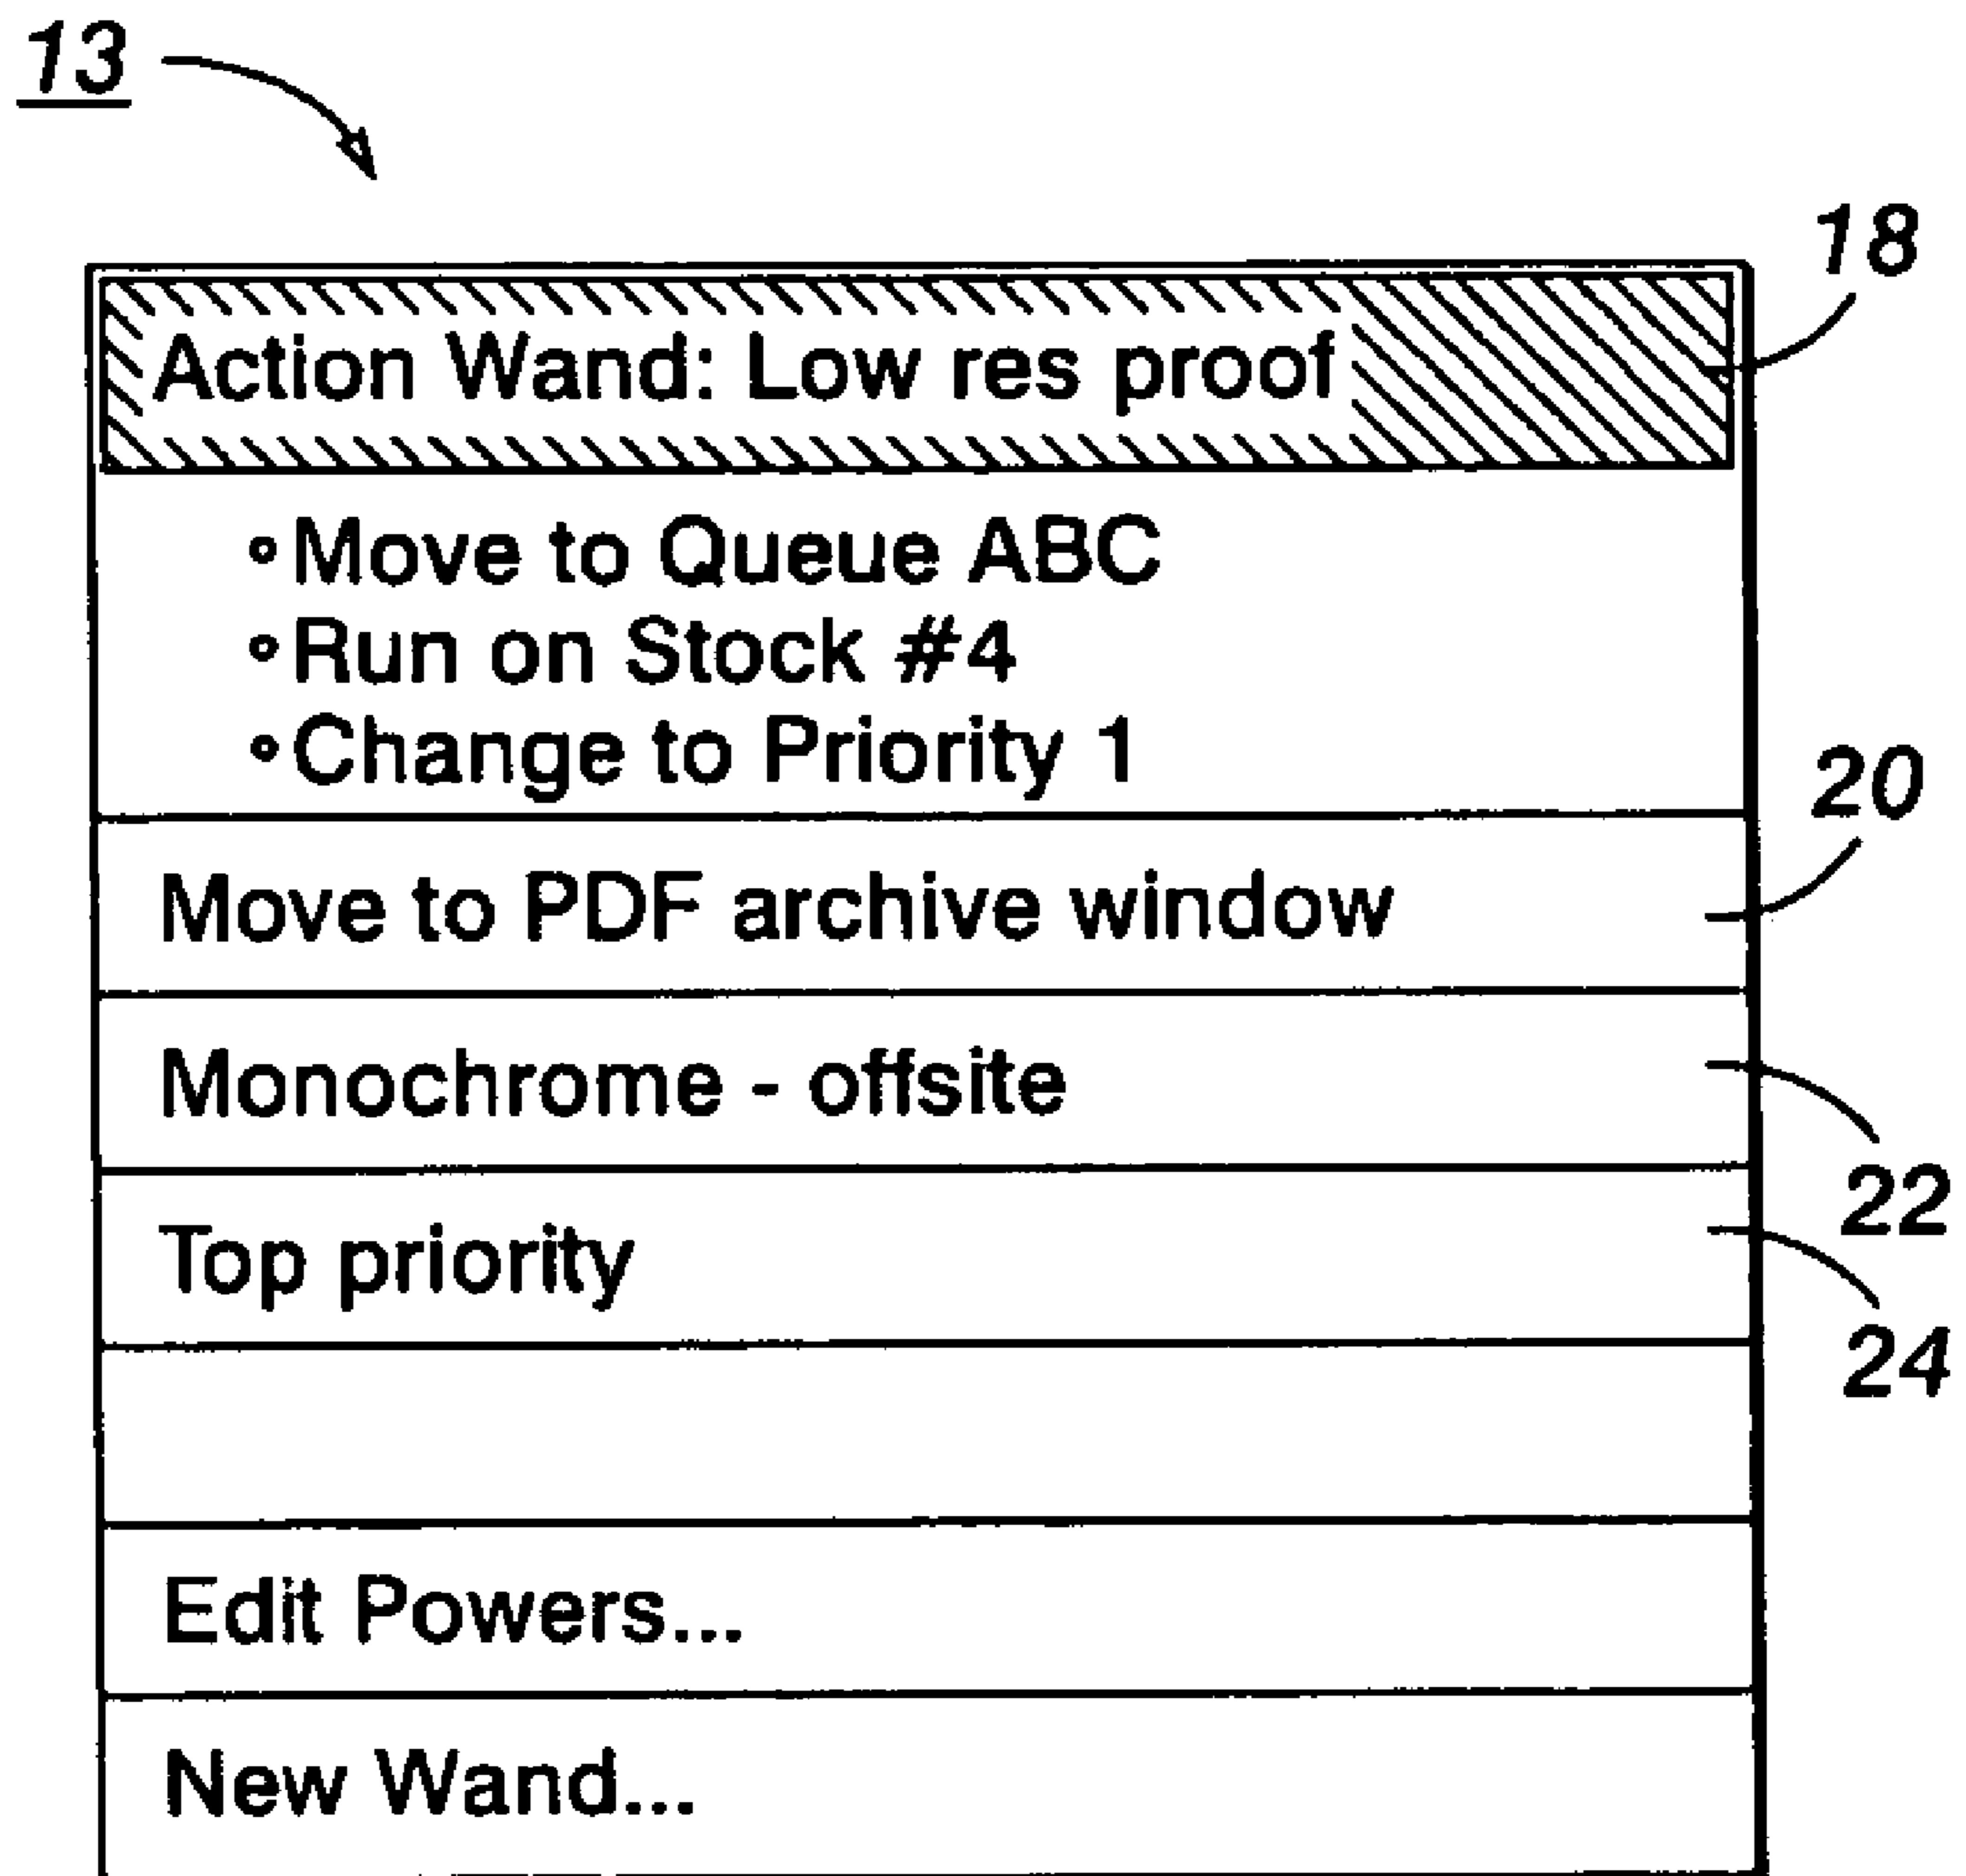 13
18
Action Wand: Low res proof
• Move to Queue ABC
• Run on Stock #4
• Change to Priority 1
20
Move to PDF archive window
Monochrome - offsite
22
Top priority
24
Edit Powers...
New Wand...